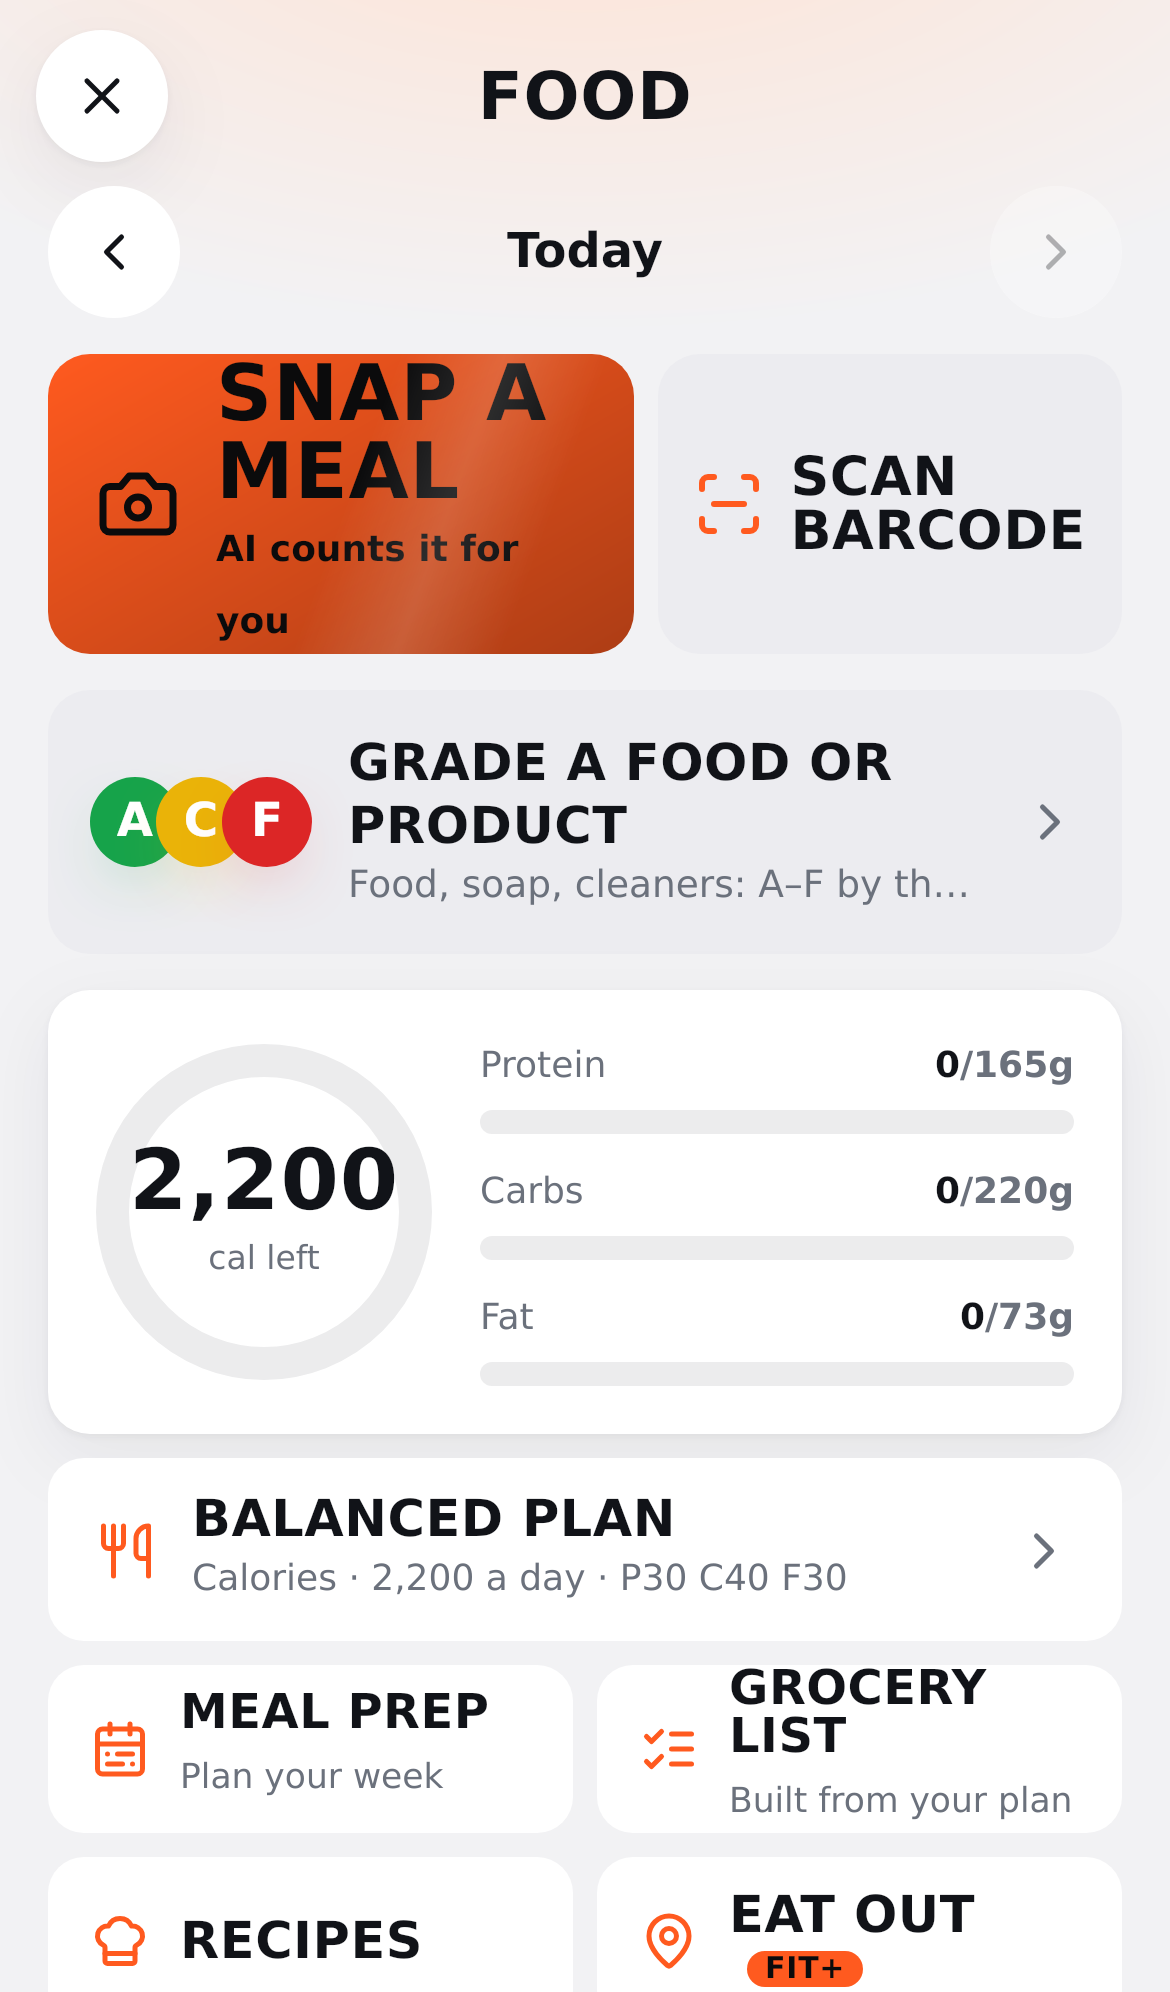 FOOD
Today
SNAP A
MEAL
AI counts it for
you
SCAN
BARCODE
A C F
GRADE A FOOD OR
PRODUCT
Food, soap, cleaners: A–F by th…
2,200
cal left
Protein 0/165g
Carbs 0/220g
Fat 0/73g
BALANCED PLAN
Calories · 2,200 a day · P30 C40 F30
MEAL PREP
Plan your week
GROCERY
LIST
Built from your plan
RECIPES
EAT OUT
FIT+